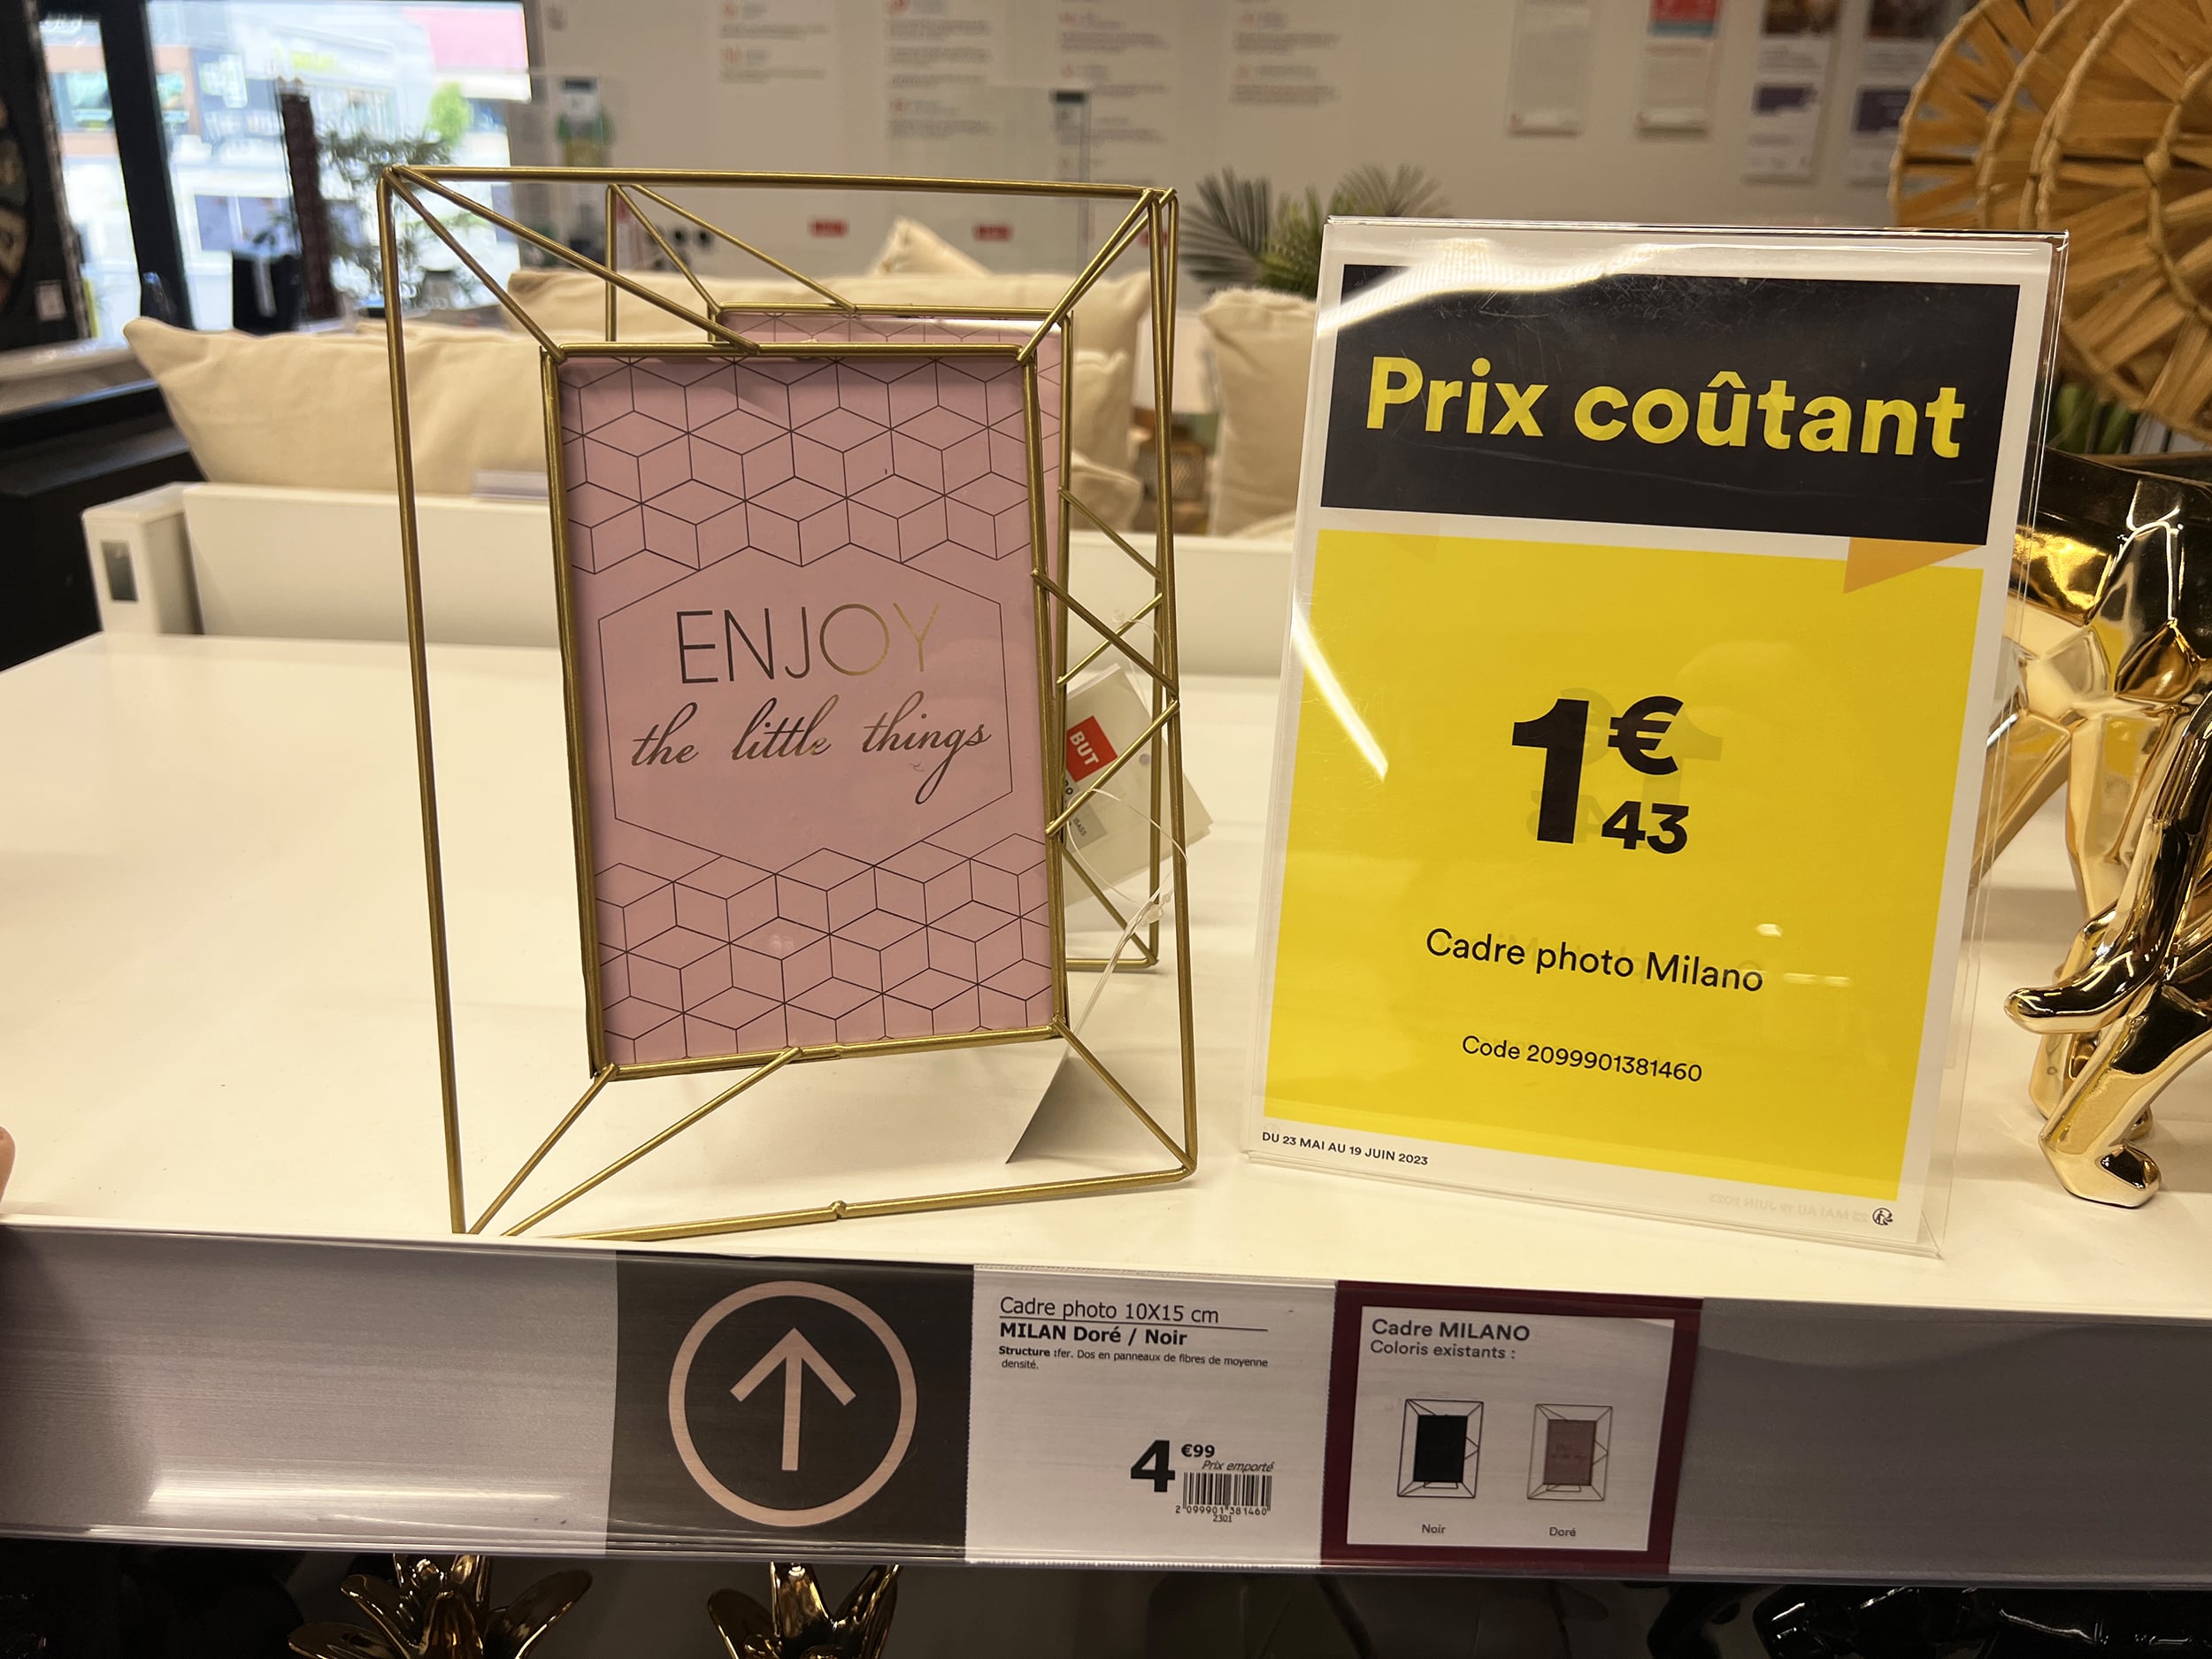 ENJOY
the little things
BUT
Prix coûtant
1€43
Cadre photo Milano
Code 2099901381460
DU 23 MAI AU 19 JUIN 2023
Cadre photo 10X15 cm
MILAN Doré / Noir
Structure :fer. Dos en panneaux de fibres de moyenne
densité.
4€99
Prix emporté
2 099901 381460
2301
Cadre MILANO
Coloris existants :
Noir
Doré